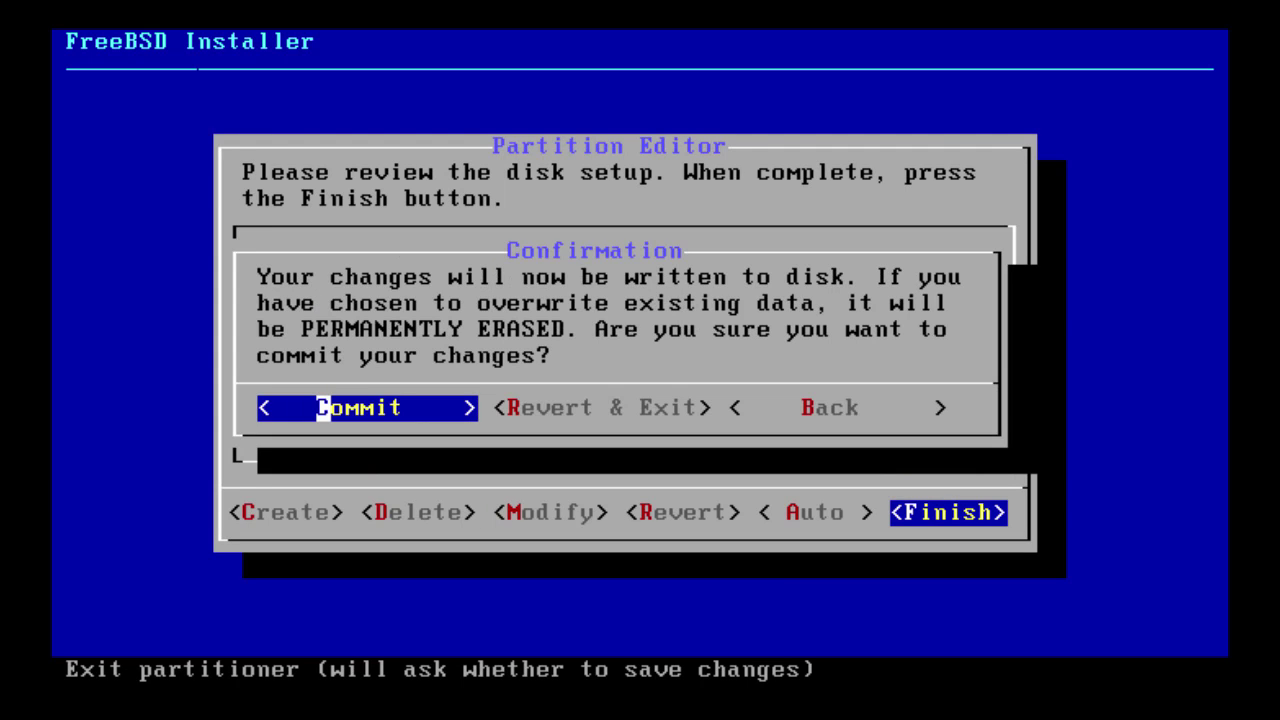 FreeBSD Installer
Partition Editor
Please review the disk setup. When complete, press
the Finish button.
Confirmation
Your changes will now be written to disk. If you
have chosen to overwrite existing data, it will
be PERMANENTLY ERASED. Are you sure you want to
commit your changes?
< Commit > <Revert & Exit> < Back >
<Create> <Delete> <Modify> <Revert> < Auto > <Finish>
Exit partitioner (will ask whether to save changes)